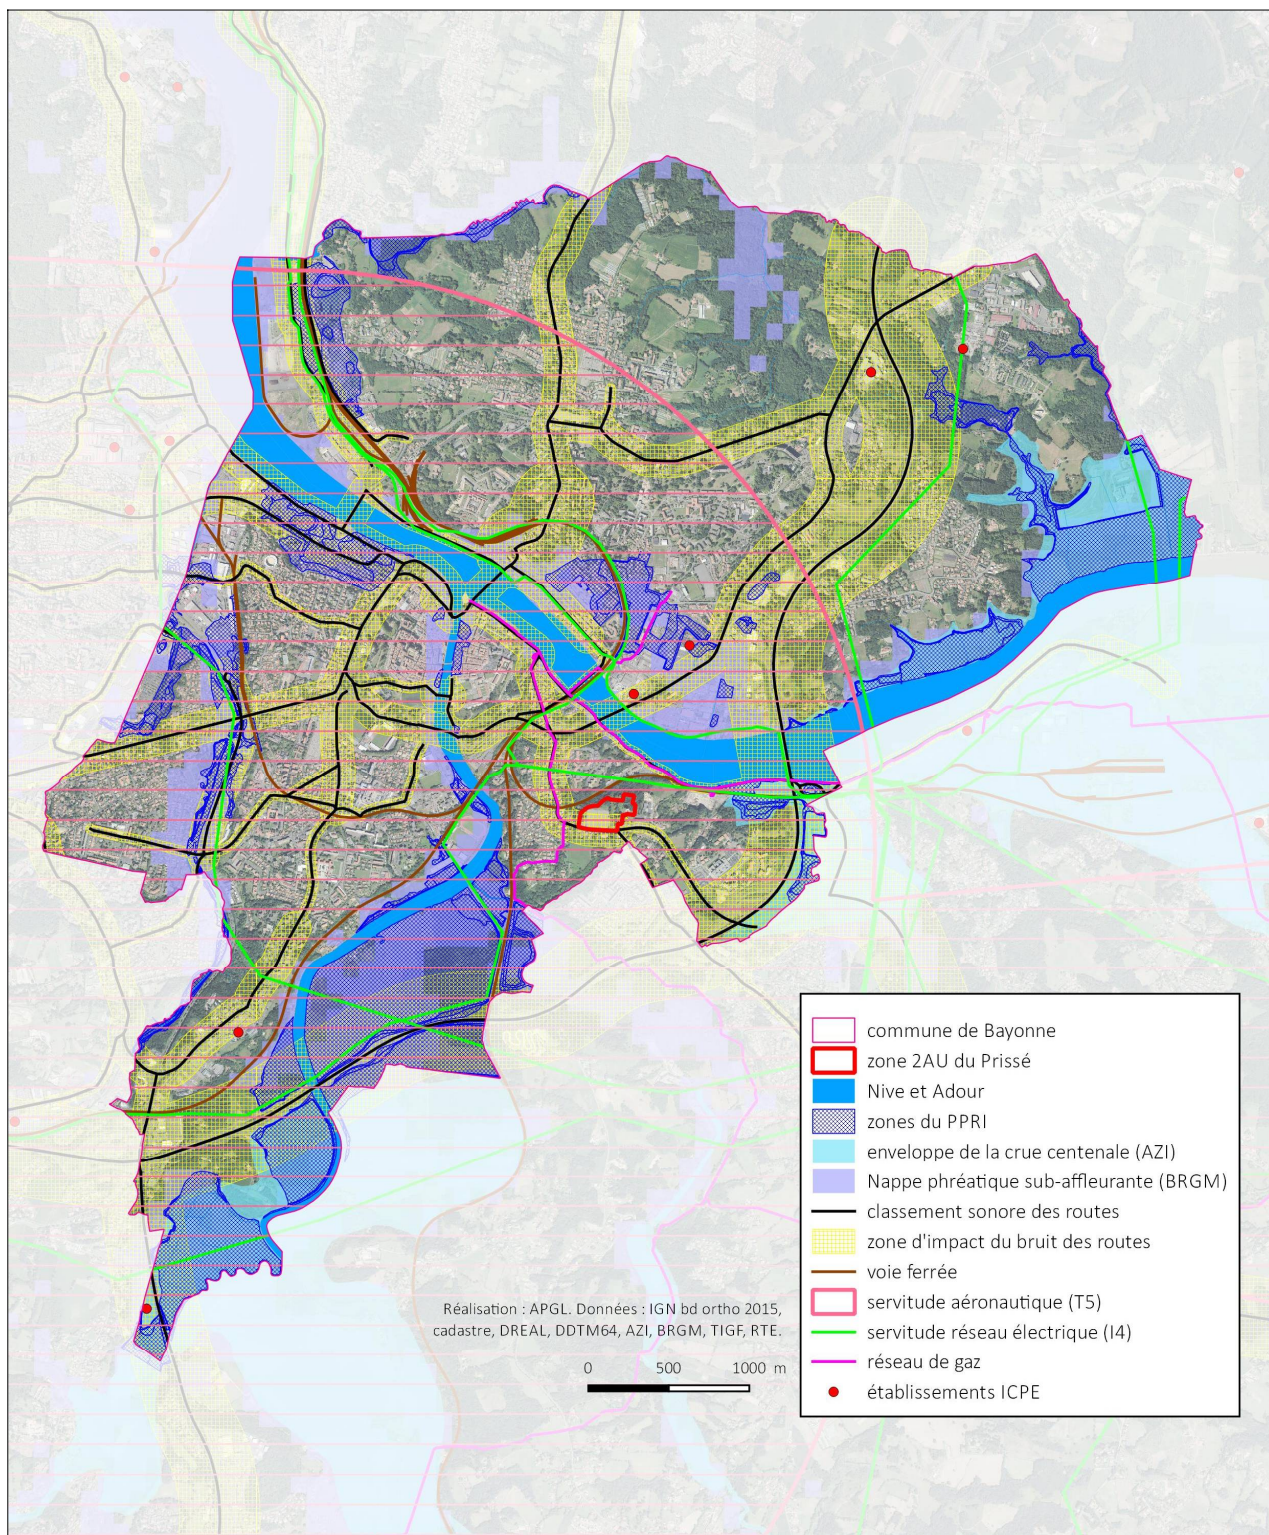 commune de Bayonne
zone 2AU du Prissé
Nive et Adour
zones du PPRI
enveloppe de la crue centenale (AZI)
Nappe phréatique sub-affleurante (BRGM)
classement sonore des routes
zone d'impact du bruit des routes
voie ferrée
servitude aéronautique (T5)
servitude réseau électrique (I4)
réseau de gaz
établissements ICPE
Réalisation : APGL. Données : IGN bd ortho 2015,
cadastre, DREAL, DDTM64, AZI, BRGM, TIGF, RTE.
0 500 1000 m